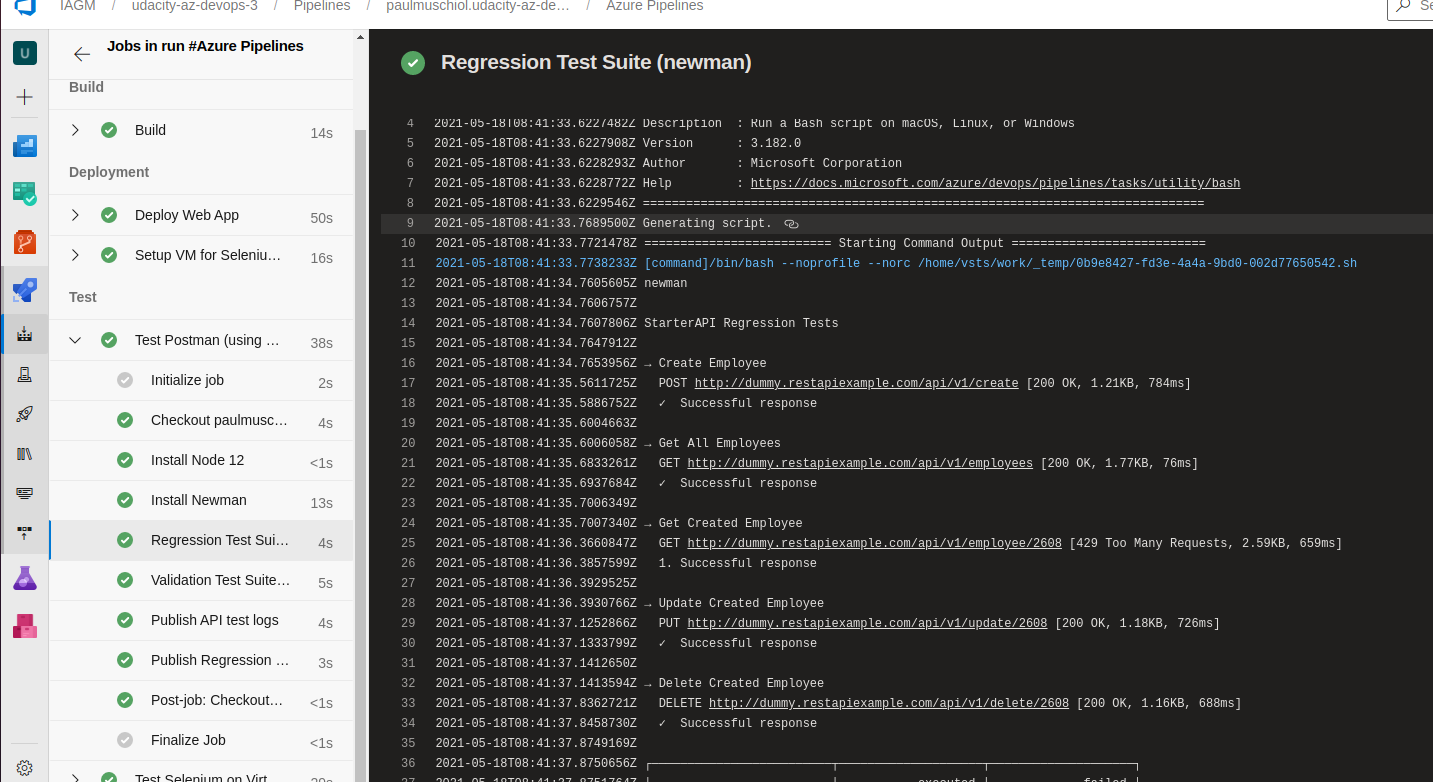 IAGM / udacity-az-devops-3 / Pipelines / paulmuschiol.udacity-az-de... / Azure Pipelines
U
Jobs in run #Azure Pipelines
Build
Build 14s
Deployment
Deploy Web App 50s
Setup VM for Seleniu... 16s
Test
Test Postman (using ... 38s
Initialize job 2s
Checkout paulmusc... 4s
Install Node 12 <1s
Install Newman 13s
Regression Test Sui... 4s
Validation Test Suite... 5s
Publish API test logs 4s
Publish Regression ... 3s
Post-job: Checkout... <1s
Finalize Job <1s
Test Selenium on Virt
Regression Test Suite (newman)
4 2021-05-18T08:41:33.6227482Z Description : Run a Bash script on macOS, Linux, or Windows
5 2021-05-18T08:41:33.6227908Z Version : 3.182.0
6 2021-05-18T08:41:33.6228293Z Author : Microsoft Corporation
7 2021-05-18T08:41:33.6228772Z Help : https://docs.microsoft.com/azure/devops/pipelines/tasks/utility/bash
8 2021-05-18T08:41:33.6229546Z ==============================================================================
9 2021-05-18T08:41:33.7689500Z Generating script.
10 2021-05-18T08:41:33.7721478Z ========================== Starting Command Output ===========================
11 2021-05-18T08:41:33.7738233Z [command]/bin/bash --noprofile --norc /home/vsts/work/_temp/0b9e8427-fd3e-4a4a-9bd0-002d77650542.sh
12 2021-05-18T08:41:34.7605605Z newman
13 2021-05-18T08:41:34.7606757Z
14 2021-05-18T08:41:34.7607806Z StarterAPI Regression Tests
15 2021-05-18T08:41:34.7647912Z
16 2021-05-18T08:41:34.7653956Z → Create Employee
17 2021-05-18T08:41:35.5611725Z POST http://dummy.restapiexample.com/api/v1/create [200 OK, 1.21KB, 784ms]
18 2021-05-18T08:41:35.5886752Z ✓ Successful response
19 2021-05-18T08:41:35.6004663Z
20 2021-05-18T08:41:35.6006058Z → Get All Employees
21 2021-05-18T08:41:35.6833261Z GET http://dummy.restapiexample.com/api/v1/employees [200 OK, 1.77KB, 76ms]
22 2021-05-18T08:41:35.6937684Z ✓ Successful response
23 2021-05-18T08:41:35.7006349Z
24 2021-05-18T08:41:35.7007340Z → Get Created Employee
25 2021-05-18T08:41:36.3660847Z GET http://dummy.restapiexample.com/api/v1/employee/2608 [429 Too Many Requests, 2.59KB, 659ms]
26 2021-05-18T08:41:36.3857599Z 1. Successful response
27 2021-05-18T08:41:36.3929525Z
28 2021-05-18T08:41:36.3930766Z → Update Created Employee
29 2021-05-18T08:41:37.1252866Z PUT http://dummy.restapiexample.com/api/v1/update/2608 [200 OK, 1.18KB, 726ms]
30 2021-05-18T08:41:37.1333799Z ✓ Successful response
31 2021-05-18T08:41:37.1412650Z
32 2021-05-18T08:41:37.1413594Z → Delete Created Employee
33 2021-05-18T08:41:37.8362721Z DELETE http://dummy.restapiexample.com/api/v1/delete/2608 [200 OK, 1.16KB, 688ms]
34 2021-05-18T08:41:37.8458730Z ✓ Successful response
35 2021-05-18T08:41:37.8749169Z
36 2021-05-18T08:41:37.8750656Z
37 2021-05-18T08:41:37.8751764Z executed failed